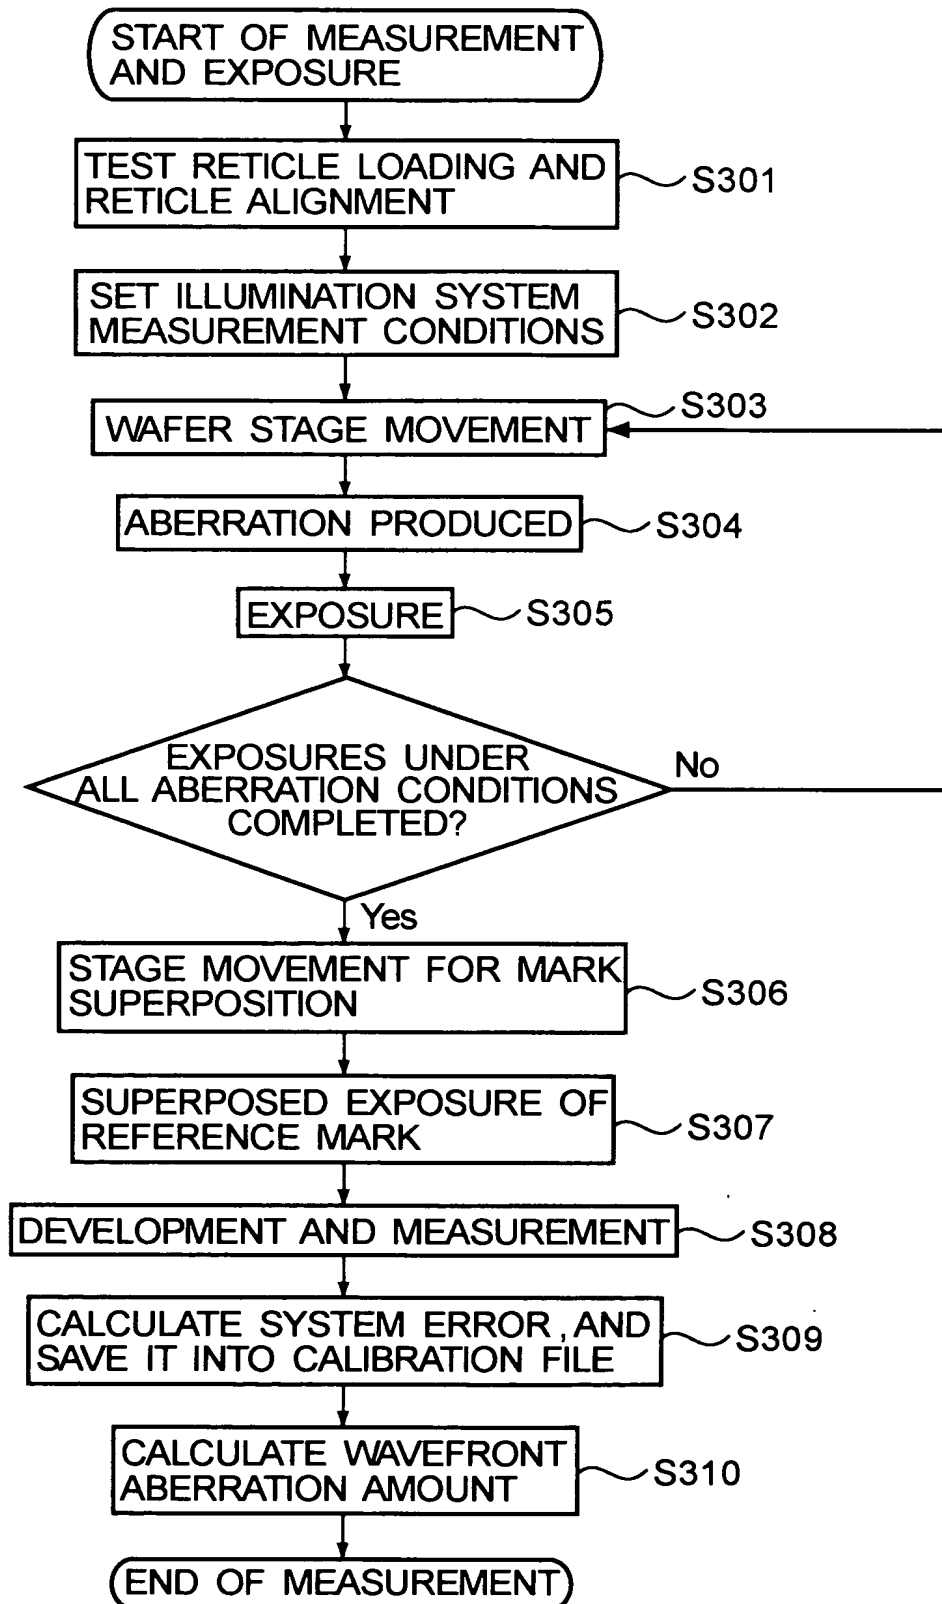 START OF MEASUREMENT
AND EXPOSURE
TEST RETICLE LOADING AND
RETICLE ALIGNMENT
S301
SET ILLUMINATION SYSTEM
MEASUREMENT CONDITIONS
S302
WAFER STAGE MOVEMENT
S303
ABERRATION PRODUCED
S304
EXPOSURE
S305
EXPOSURES UNDER
ALL ABERRATION CONDITIONS
COMPLETED?
No
Yes
STAGE MOVEMENT FOR MARK
SUPERPOSITION
S306
SUPERPOSED EXPOSURE OF
REFERENCE MARK
S307
DEVELOPMENT AND MEASUREMENT
S308
CALCULATE SYSTEM ERROR, AND
SAVE IT INTO CALIBRATION FILE
S309
CALCULATE WAVEFRONT
ABERRATION AMOUNT
S310
END OF MEASUREMENT